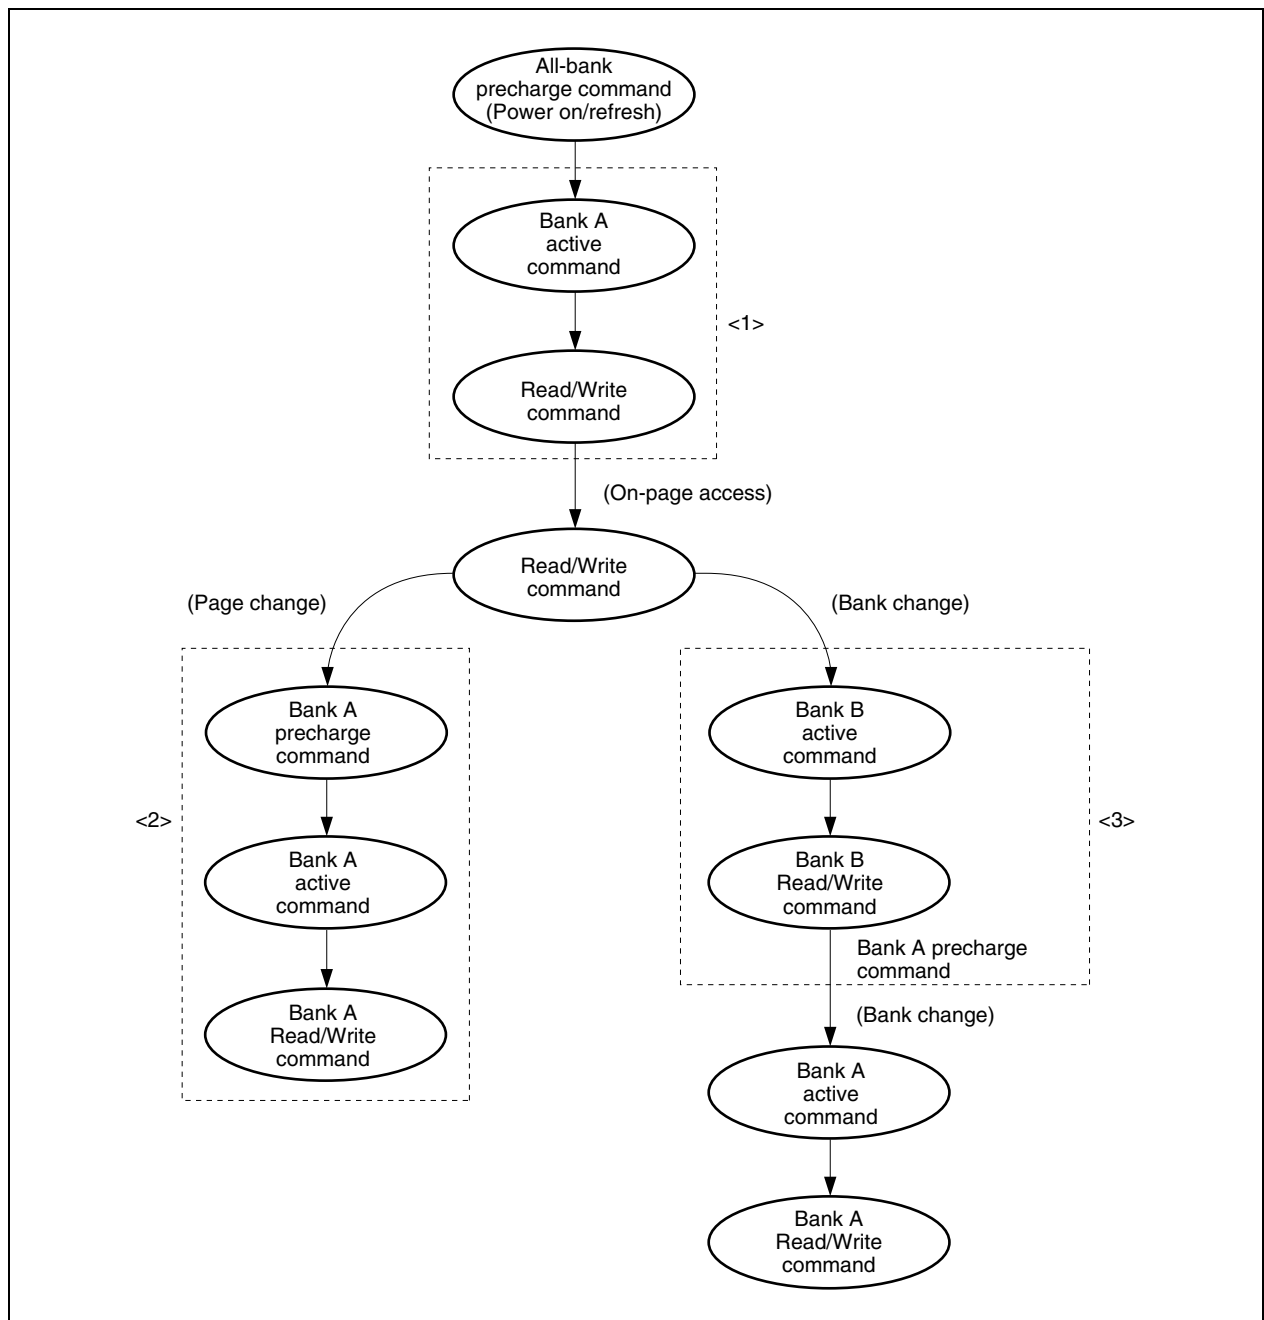 All-bank
precharge command
(Power on/refresh)
Bank A
active
command
<1>
Read/Write
command
(On-page access)
Read/Write
command
(Page change)
(Bank change)
Bank A
precharge
command
Bank B
active
command
<2>
<3>
Bank A
active
command
Bank B
Read/Write
command
Bank A precharge
command
Bank A
Read/Write
command
(Bank change)
Bank A
active
command
Bank A
Read/Write
command